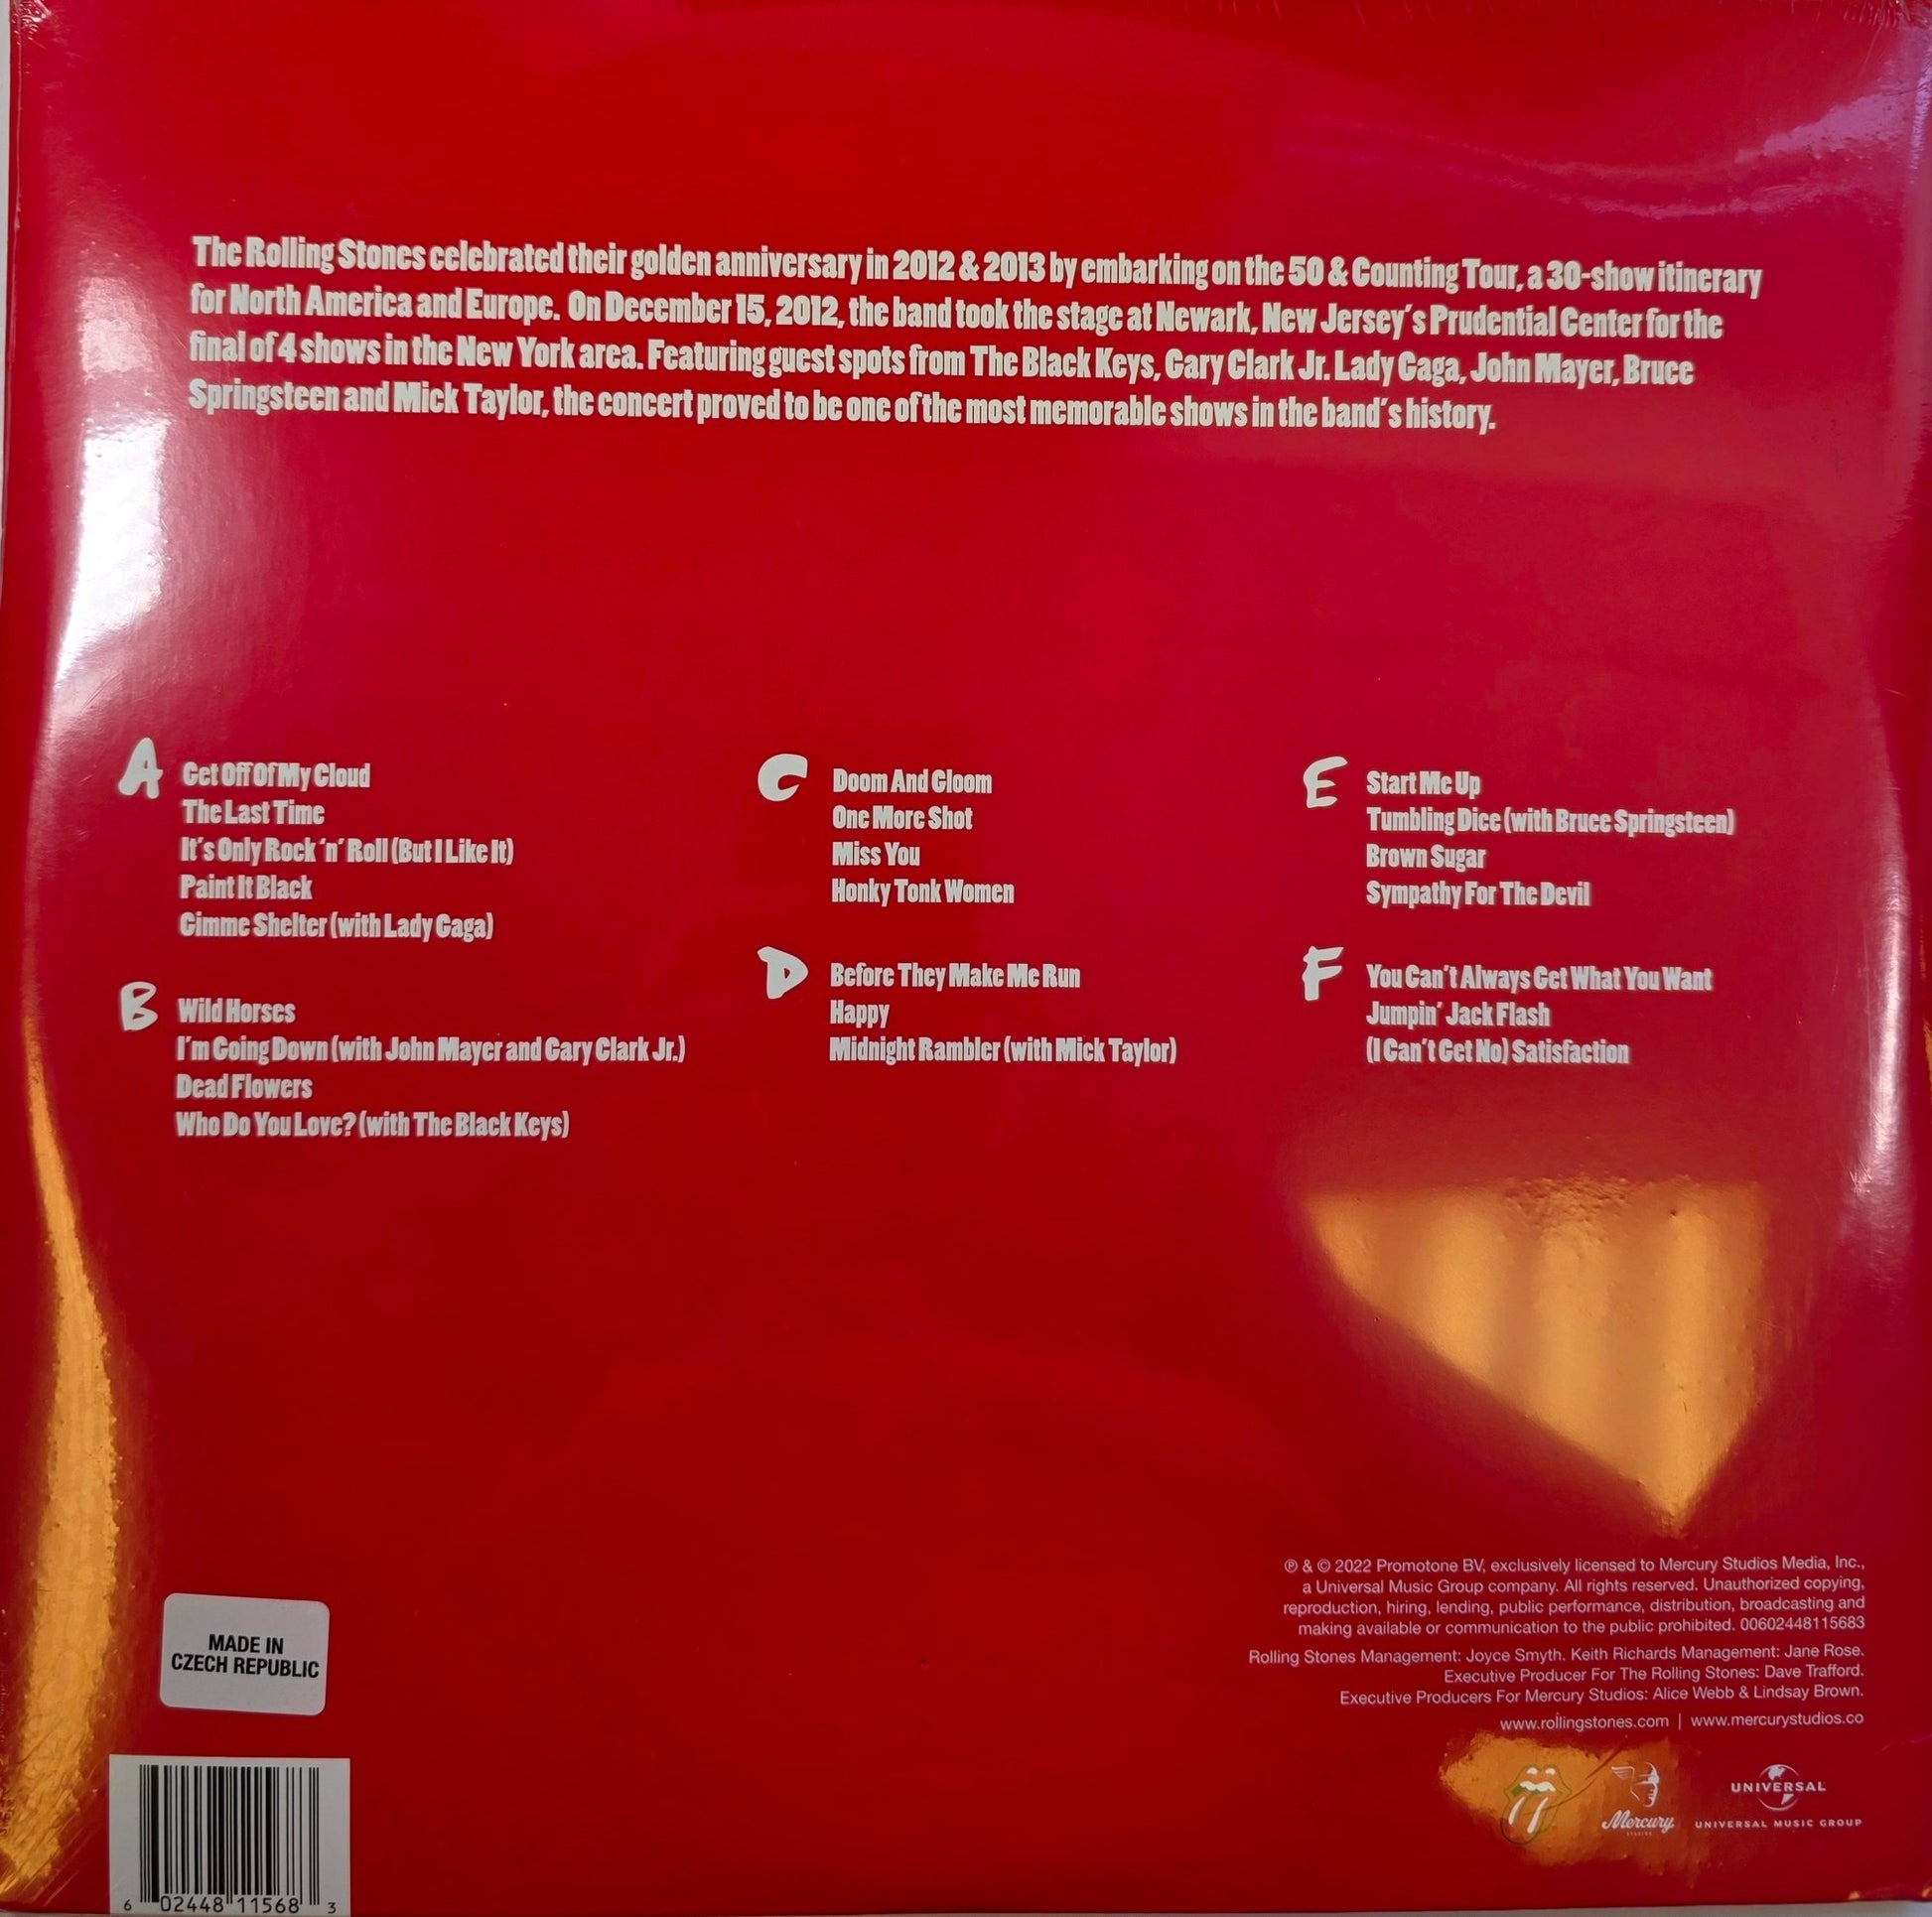 The Rolling Stones celebrated their golden anniversary in 2012 & 2013 by embarking on the 50 & Counting Tour, a 30-show itinerary
for North America and Europe. On December 15, 2012, the band took the stage at Newark, New Jersey's Prudential Center for the
final of 4 shows in the New York area. Featuring guest spots from The Black Keys, Gary Clark Jr. Lady Gaga, John Mayer, Bruce
Springsteen and Mick Taylor, the concert proved to be one of the most memorable shows in the band's history.
A
Get Off Of My Cloud
The Last Time
It's Only Rock 'n' Roll (But I Like It)
Paint It Black
Gimme Shelter (with Lady Gaga)
B
Wild Horses
I'm Going Down (with John Mayer and Gary Clark Jr.)
Dead Flowers
Who Do You Love? (with The Black Keys)
C
Doom And Gloom
One More Shot
Miss You
Honky Tonk Women
D
Before They Make Me Run
Happy
Midnight Rambler (with Mick Taylor)
E
Start Me Up
Tumbling Dice (with Bruce Springsteen)
Brown Sugar
Sympathy For The Devil
F
You Can't Always Get What You Want
Jumpin' Jack Flash
(I Can't Get No) Satisfaction
℗ & © 2022 Promotone BV, exclusively licensed to Mercury Studios Media, Inc.,
a Universal Music Group company. All rights reserved. Unauthorized copying,
reproduction, hiring, lending, public performance, distribution, broadcasting and
making available or communication to the public prohibited. 00602448115683
Rolling Stones Management: Joyce Smyth. Keith Richards Management: Jane Rose.
Executive Producer For The Rolling Stones: Dave Trafford.
Executive Producers For Mercury Studios: Alice Webb & Lindsay Brown.
www.rollingstones.com | www.mercurystudios.co
MADE IN
CZECH REPUBLIC
6 02448 11568 3
Mercury
STUDIOS
UNIVERSAL
UNIVERSAL MUSIC GROUP